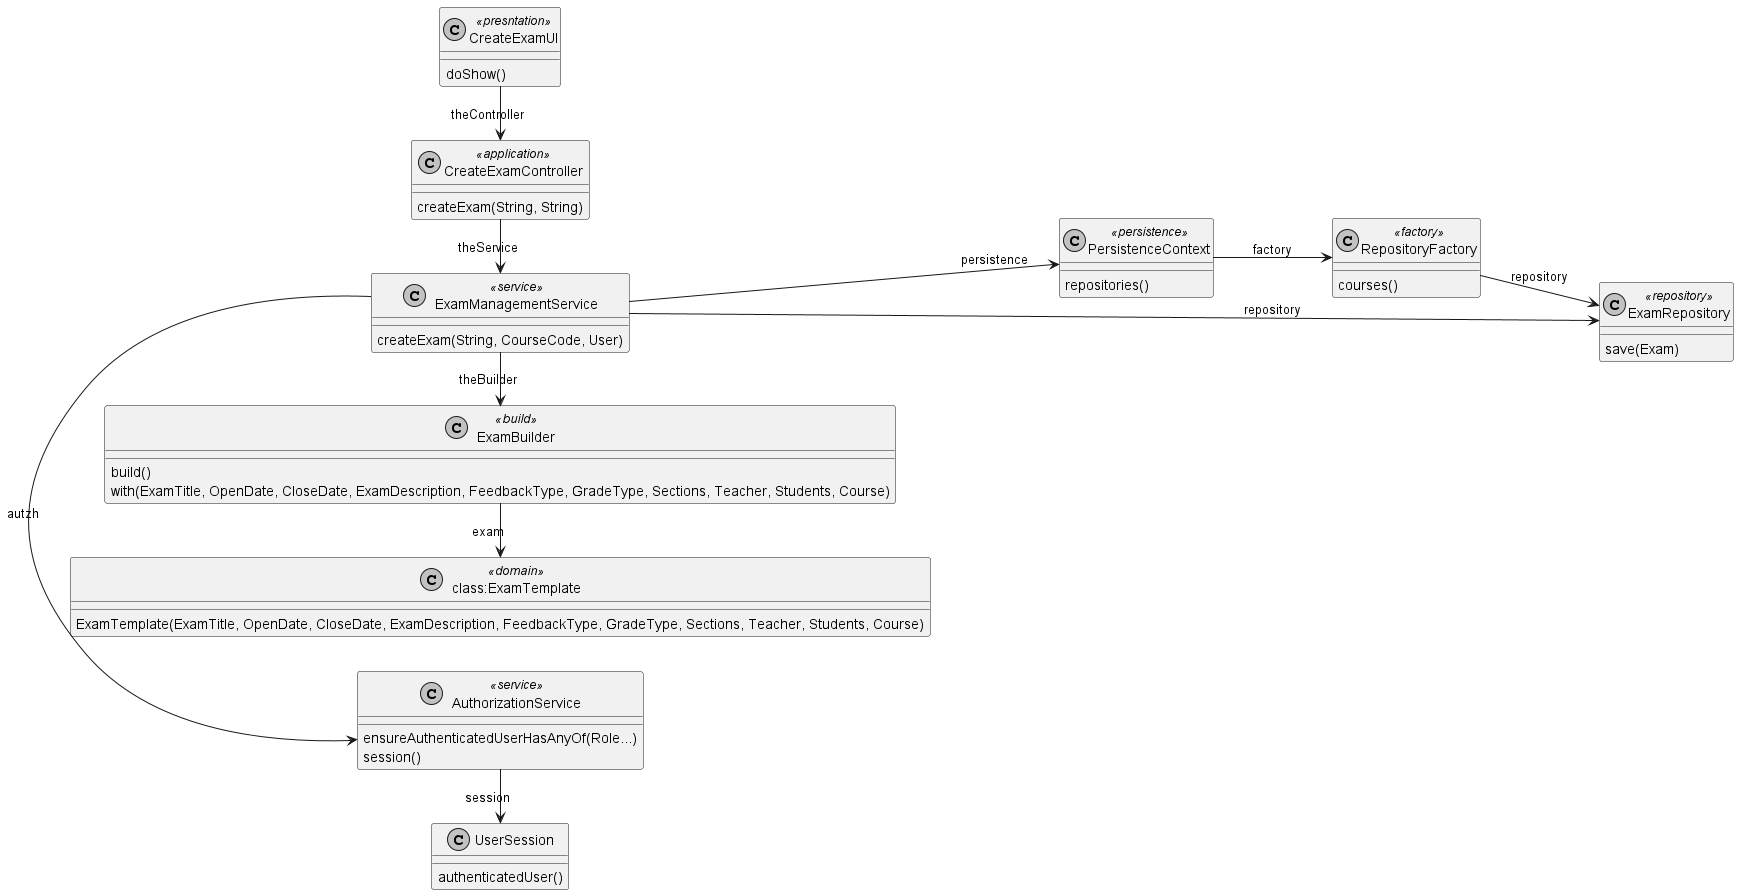 C
«presntation»
CreateExamUI
doShow()
theController
C
«application»
CreateExamController
createExam(String, String)
theService
C
«service»
ExamManagementService
createExam(String, CourseCode, User)
persistence
C
«persistence»
PersistenceContext
repositories()
factory
C
«factory»
RepositoryFactory
courses()
repository
repository
C
«repository»
ExamRepository
save(Exam)
theBuilder
C
«build»
ExamBuilder
build()
with(ExamTitle, OpenDate, CloseDate, ExamDescription, FeedbackType, GradeType, Sections, Teacher, Students, Course)
autzh
exam
C
«domain»
class:ExamTemplate
ExamTemplate(ExamTitle, OpenDate, CloseDate, ExamDescription, FeedbackType, GradeType, Sections, Teacher, Students, Course)
C
«service»
AuthorizationService
ensureAuthenticatedUserHasAnyOf(Role...)
session()
session
C
UserSession
authenticatedUser()